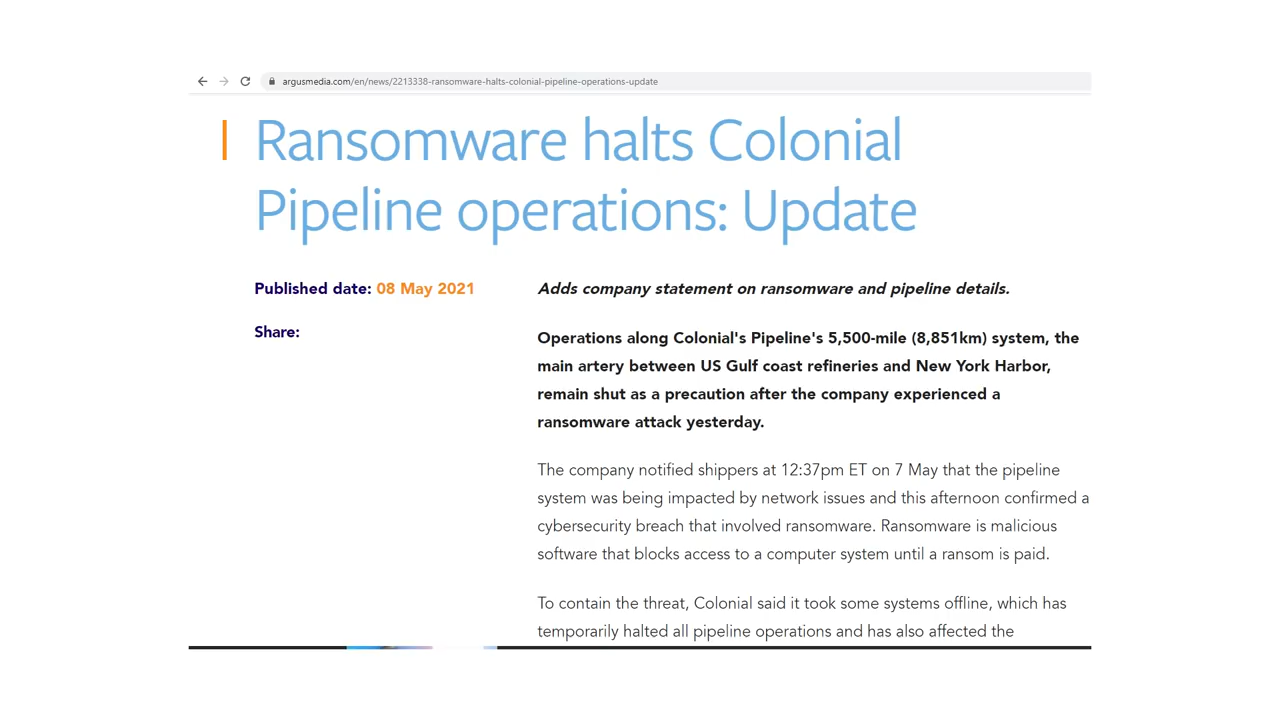 argusmedia.com/en/news/2213338-ransomware-halts-colonial-pipeline-operations-update
Ransomware halts Colonial
Pipeline operations: Update
Published date: 08 May 2021
Share:
Adds company statement on ransomware and pipeline details.
Operations along Colonial's Pipeline's 5,500-mile (8,851km) system, the
main artery between US Gulf coast refineries and New York Harbor,
remain shut as a precaution after the company experienced a
ransomware attack yesterday.
The company notified shippers at 12:37pm ET on 7 May that the pipeline
system was being impacted by network issues and this afternoon confirmed a
cybersecurity breach that involved ransomware. Ransomware is malicious
software that blocks access to a computer system until a ransom is paid.
To contain the threat, Colonial said it took some systems offline, which has
temporarily halted all pipeline operations and has also affected the